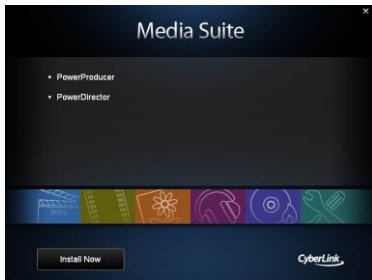 Media Suite
• PowerProducer
• PowerDirector
Install Now
CyberLink